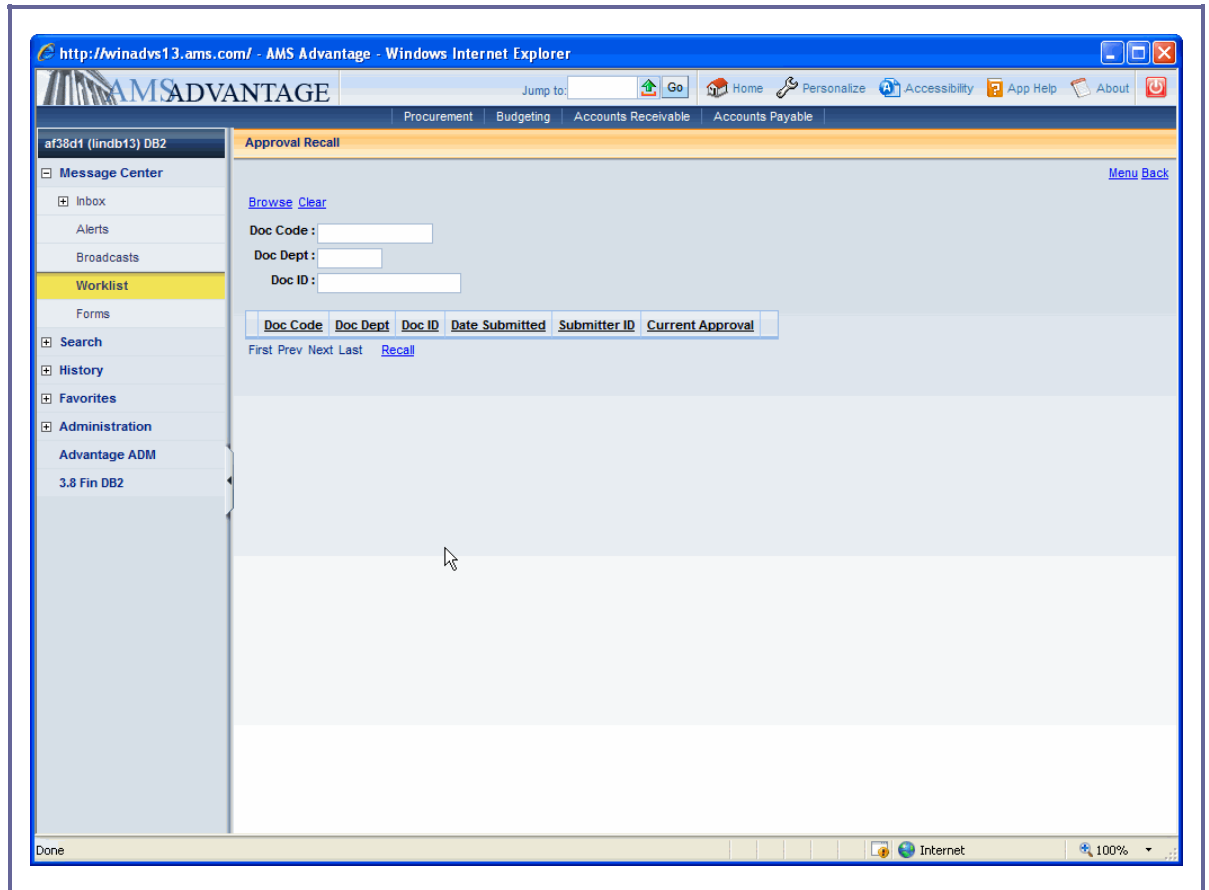 http://winadvs13.ams.com/ - AMS Advantage - Windows Internet Explorer
AMSADVANTAGE
Jump to: Go Home Personalize Accessibility App Help About
Procurement Budgeting Accounts Receivable Accounts Payable
af38d1 (lindb13) DB2
Message Center
Inbox
Alerts
Broadcasts
Worklist
Forms
Search
History
Favorites
Administration
Advantage ADM
3.8 Fin DB2
Approval Recall
Menu Back
Browse Clear
Doc Code :
Doc Dept :
Doc ID :
Doc Code Doc Dept Doc ID Date Submitted Submitter ID Current Approval
First Prev Next Last Recall
Done Internet 100%